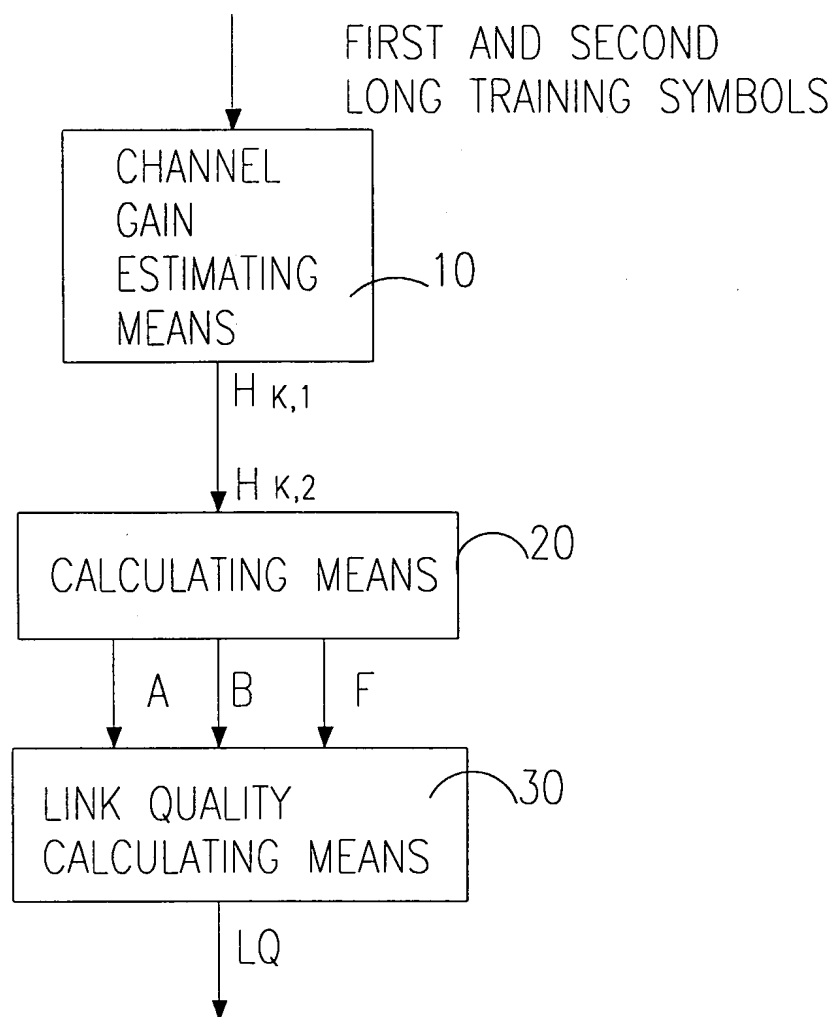 FIRST AND SECOND
LONG TRAINING SYMBOLS
CHANNEL
GAIN
ESTIMATING
MEANS
10
H K,1
H K,2
CALCULATING MEANS
20
A B F
LINK QUALITY
CALCULATING MEANS
30
LQ